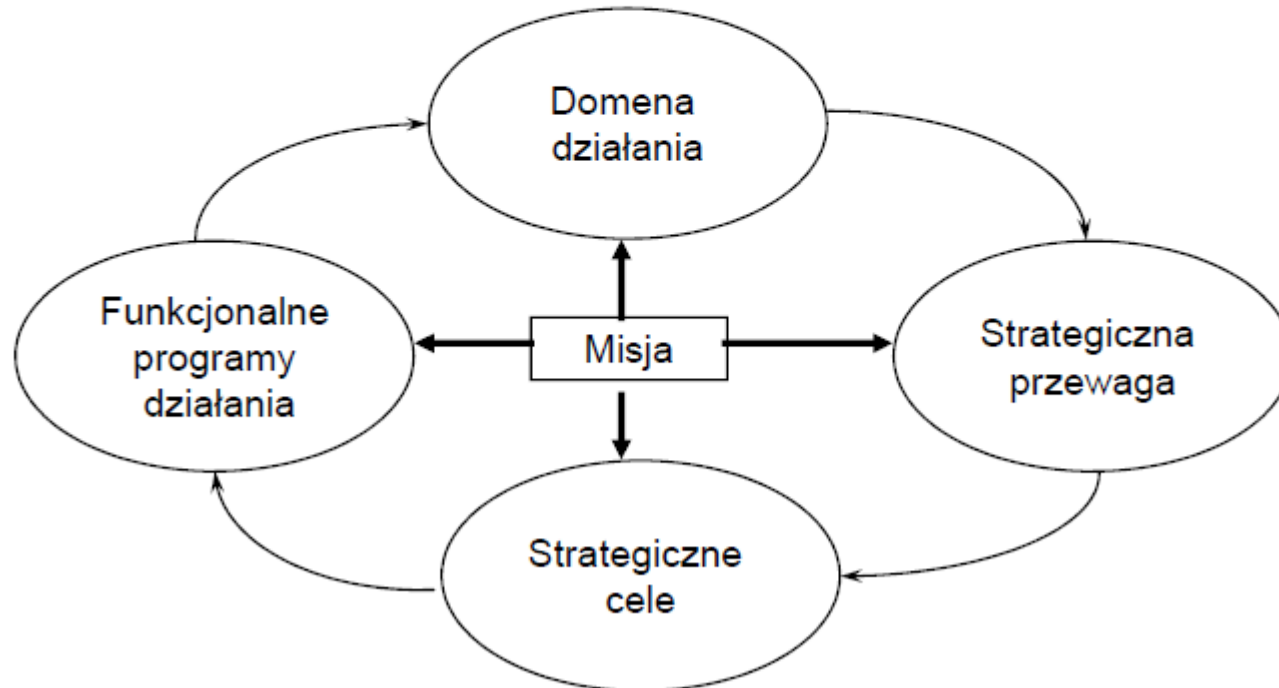 Domena
działania
Funkcjonalne
programy
działania
Misja
Strategiczna
przewaga
Strategiczne
cele